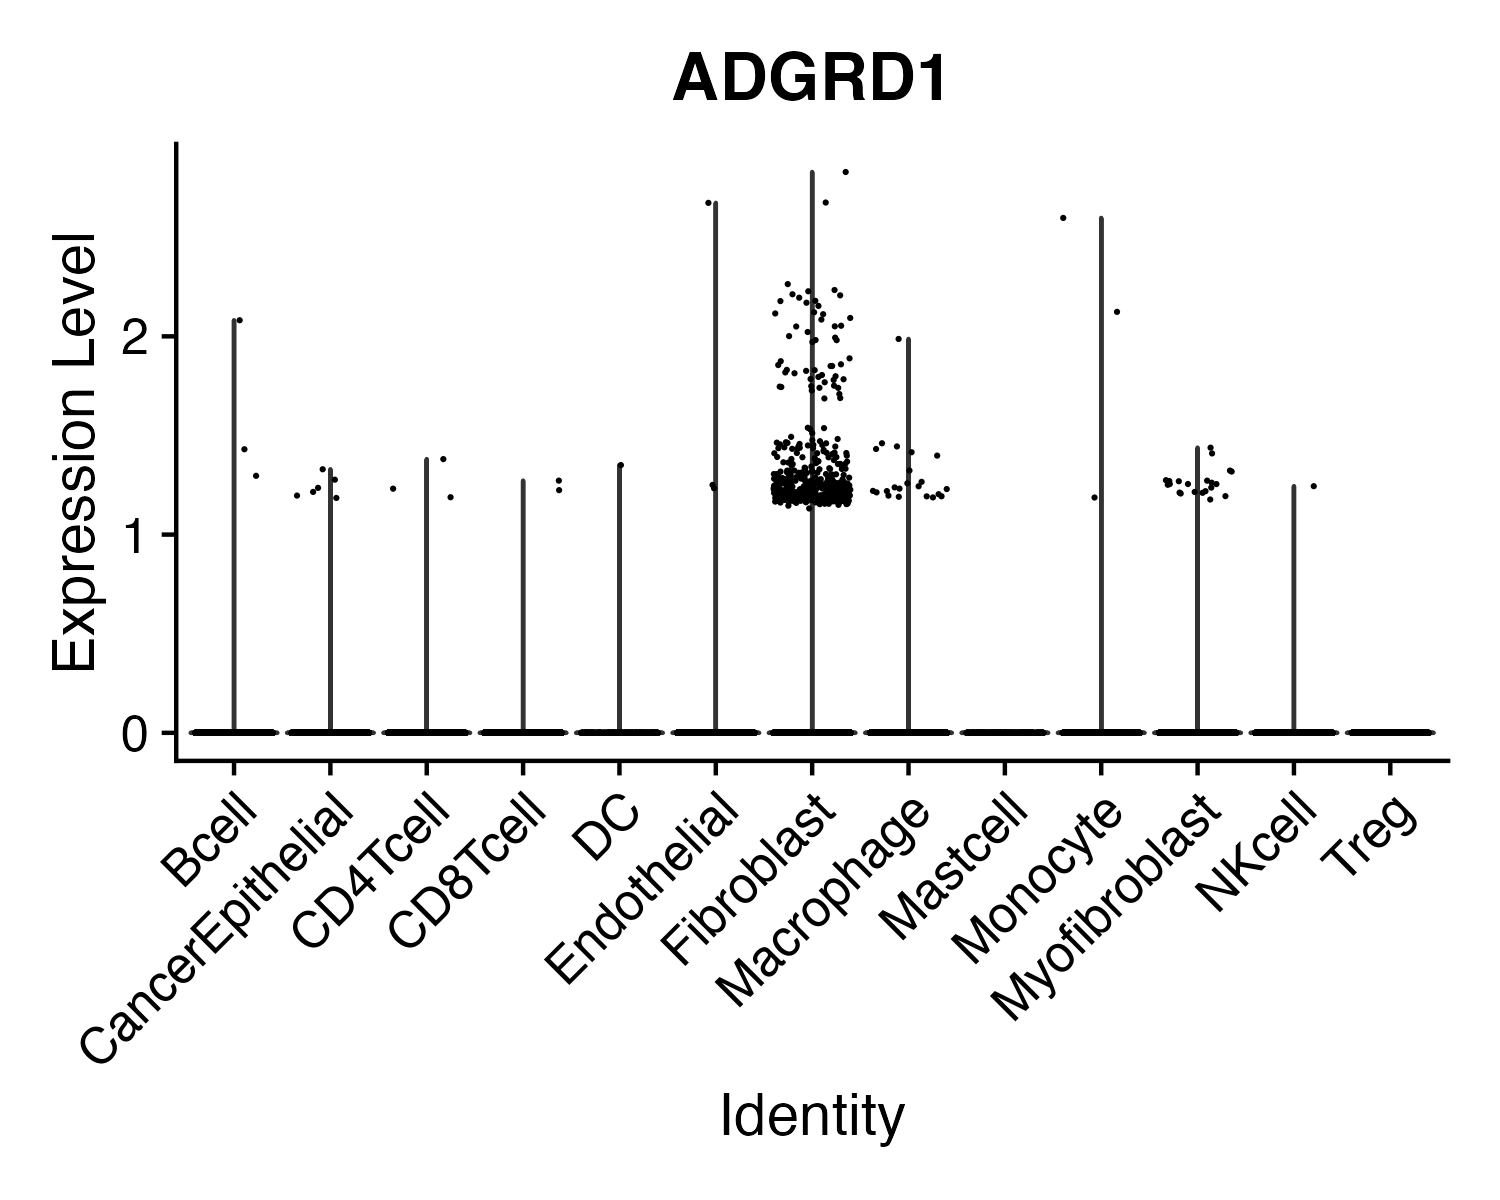 ADGRD1
Expression Level
2
1
0
Bcell
CancerEpithelial
CD4Tcell
CD8Tcell
DC
Endothelial
Fibroblast
Macrophage
Mastcell
Monocyte
Myofibroblast
NKcell
Treg
Identity